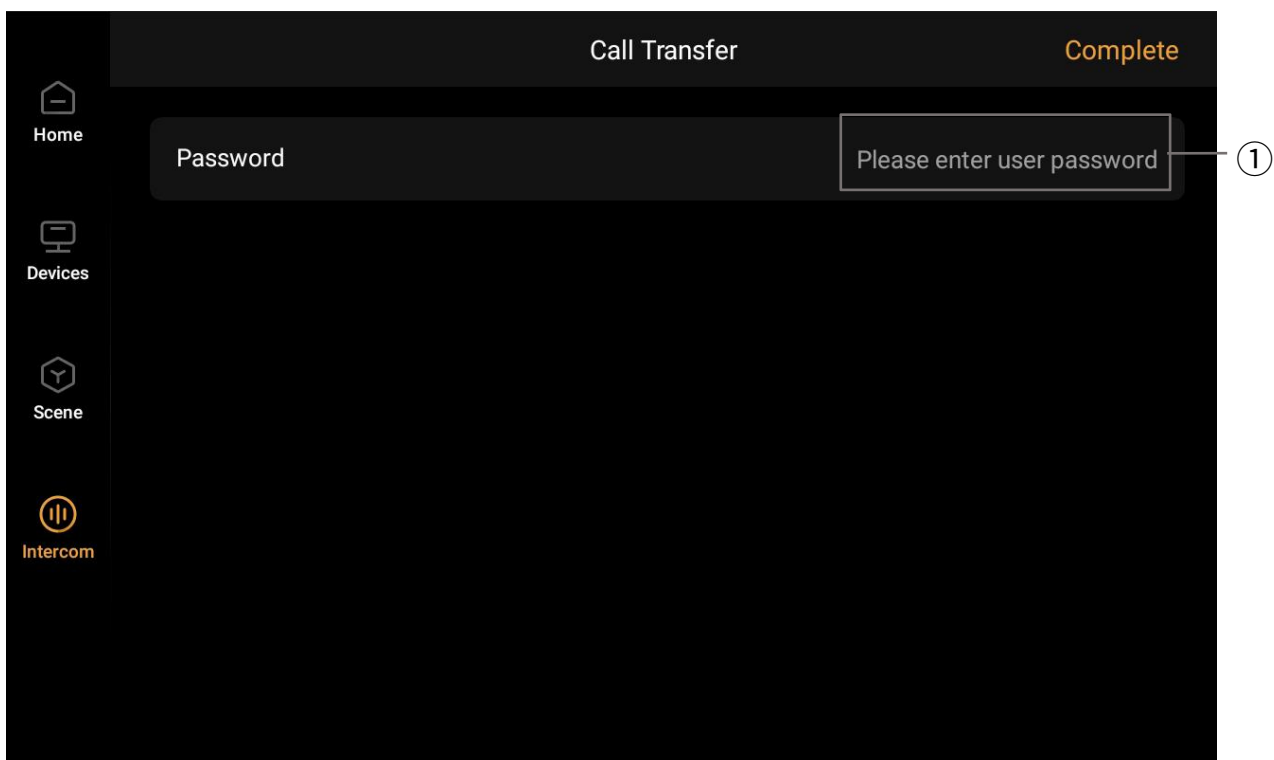 Call Transfer
Complete
Home
Password
Please enter user password
①
Devices
Scene
Intercom